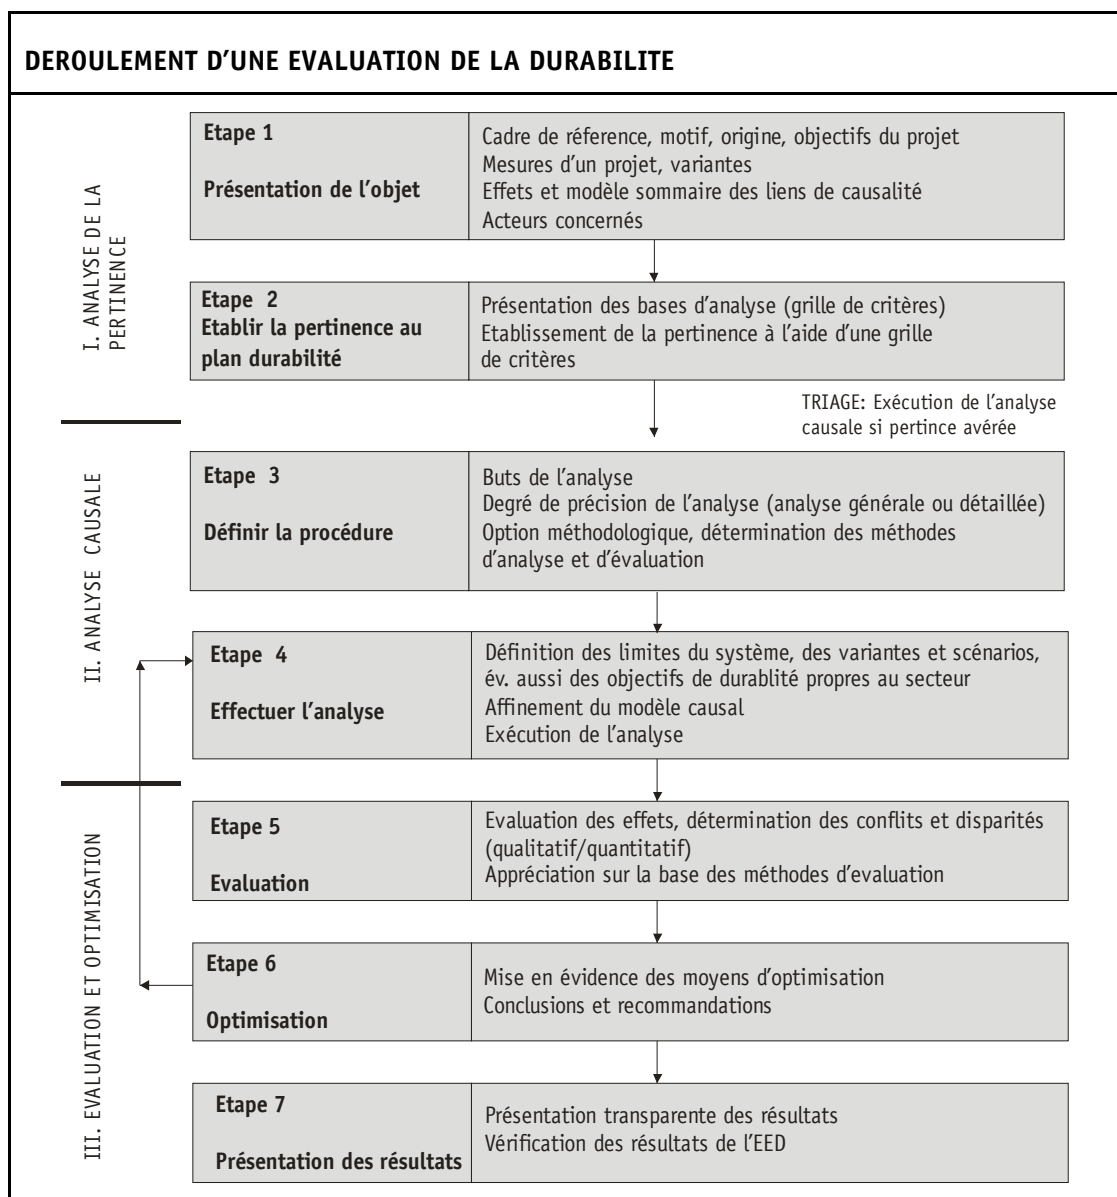 DEROULEMENT D'UNE EVALUATION DE LA DURABILITE
I. ANALYSE DE LA
PERTINENCE
Etape 1
Présentation de l'objet
Cadre de réference, motif, origine, objectifs du projet
Mesures d'un projet, variantes
Effets et modèle sommaire des liens de causalité
Acteurs concernés
Etape 2
Etablir la pertinence au
plan durabilité
Présentation des bases d'analyse (grille de critères)
Etablissement de la pertinence à l'aide d'une grille
de critères
TRIAGE: Exécution de l'analyse
causale si pertince avérée
II. ANALYSE CAUSALE
Etape 3
Définir la procédure
Buts de l'analyse
Degré de précision de l'analyse (analyse générale ou détaillée)
Option méthodologique, détermination des méthodes
d'analyse et d'évaluation
Etape 4
Effectuer l'analyse
Définition des limites du système, des variantes et scénarios,
év. aussi des objectifs de durablité propres au secteur
Affinement du modèle causal
Exécution de l'analyse
III. EVALUATION ET OPTIMISATION
Etape 5
Evaluation
Evaluation des effets, détermination des conflits et disparités
(qualitatif/quantitatif)
Appréciation sur la base des méthodes d'evaluation
Etape 6
Optimisation
Mise en évidence des moyens d'optimisation
Conclusions et recommandations
Etape 7
Présentation des résultats
Présentation transparente des résultats
Vérification des résultats de l'EED